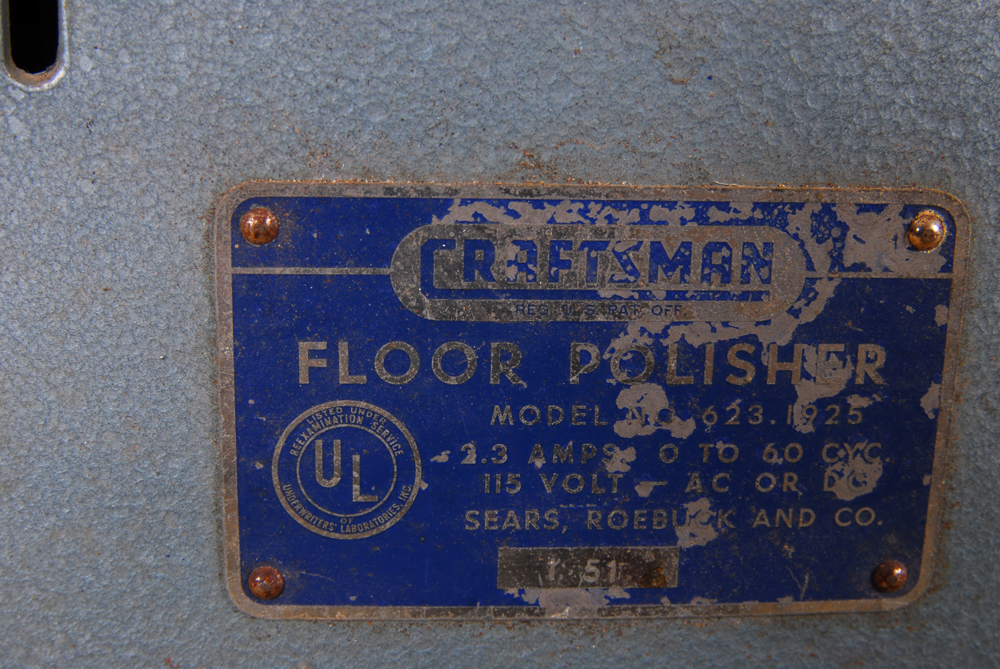 CRAFTSMAN
REG. U. S. PAT. OFF.
FLOOR POLISHER
MODEL NO. 623.1925
2.3 AMPS. 0 TO 60 CYC.
115 VOLT - AC OR DC
SEARS, ROEBUCK AND CO.
LISTED UNDER
REEXAMINATION SERVICE
UL
OF
UNDERWRITERS' LABORATORIES, INC.
1 51